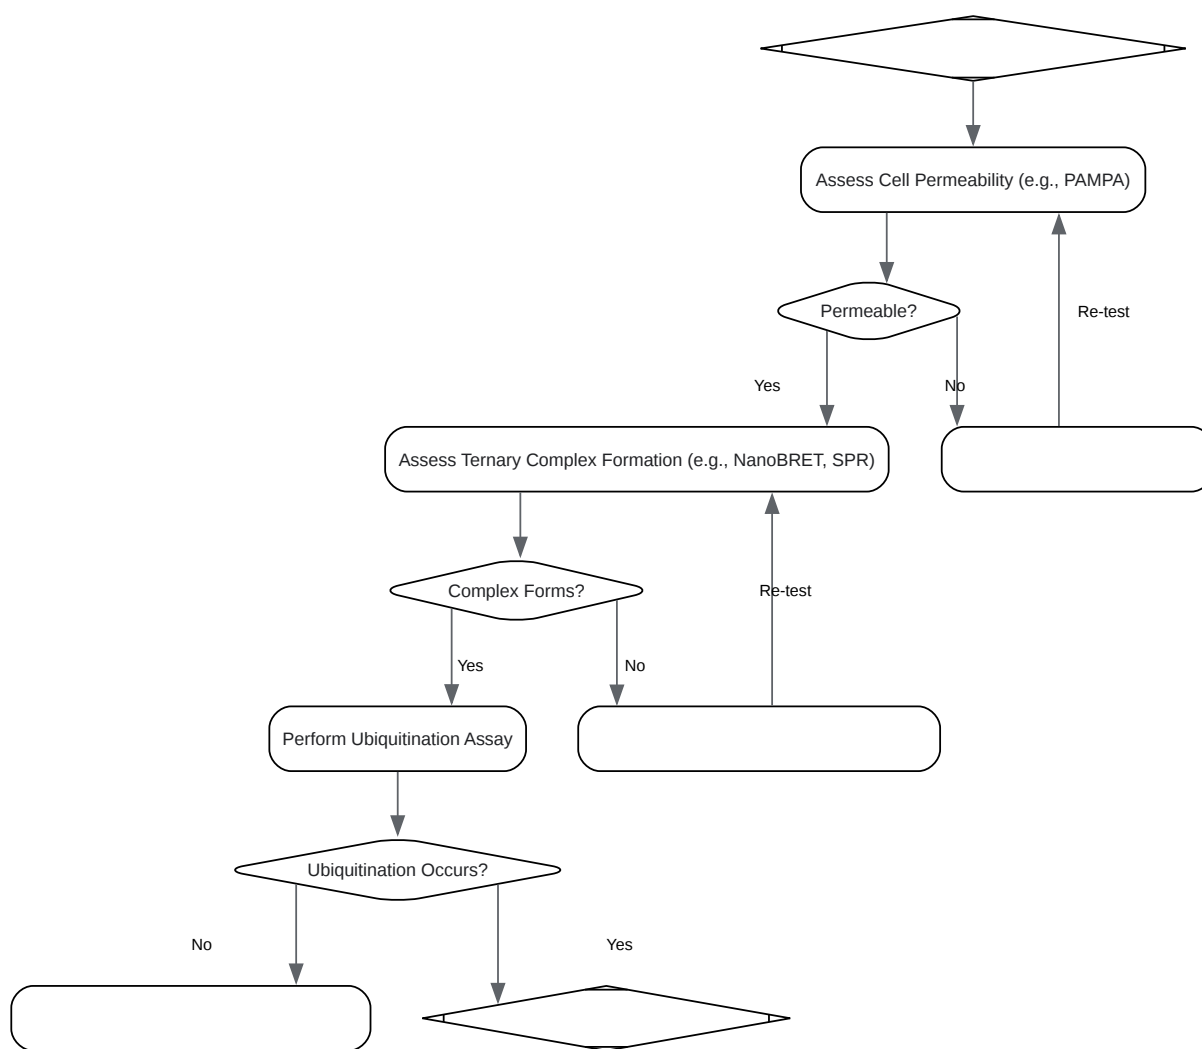 Assess Cell Permeability (e.g., PAMPA)
Permeable?
Re-test
Yes
No
Assess Ternary Complex Formation (e.g., NanoBRET, SPR)
Complex Forms?
Re-test
Yes
No
Perform Ubiquitination Assay
Ubiquitination Occurs?
No
Yes